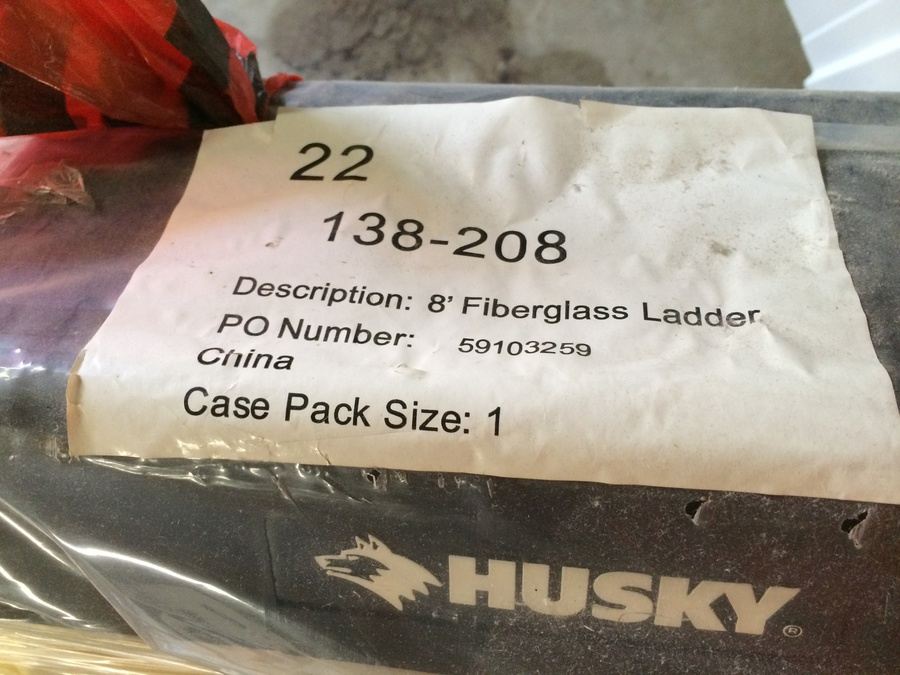 22
138-208
Description: 8' Fiberglass Ladder
PO Number: 59103259
China
Case Pack Size: 1
HUSKY®